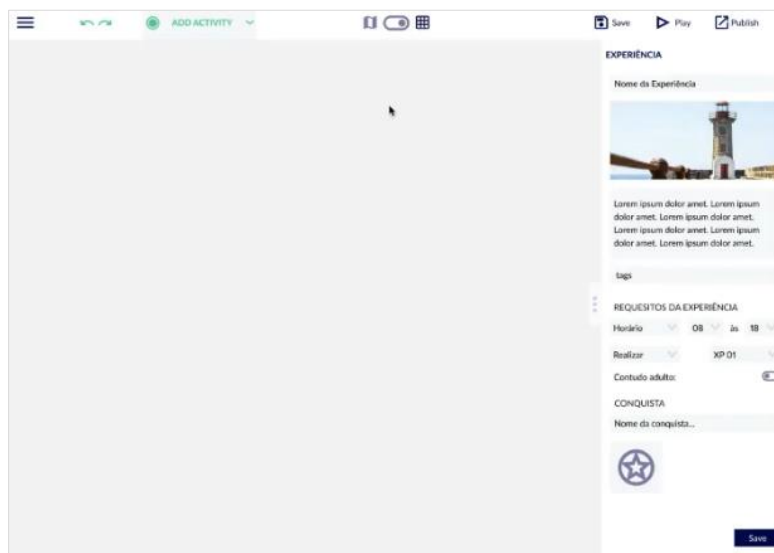 ADD ACTIVITY
Save
Play
Publish
EXPERIÊNCIA
Nome da Experiência
Lorem ipsum dolor amet. Lorem ipsum
dolor amet. Lorem ipsum dolor amet.
Lorem ipsum dolor amet. Lorem ipsum
dolor amet. Lorem ipsum dolor amet.
tags
REQUESITOS DA EXPERIÊNCIA
Horário 08 às 18
Realizar XP 01
Contudo adulto:
CONQUISTA
Nome da conquista...
Save